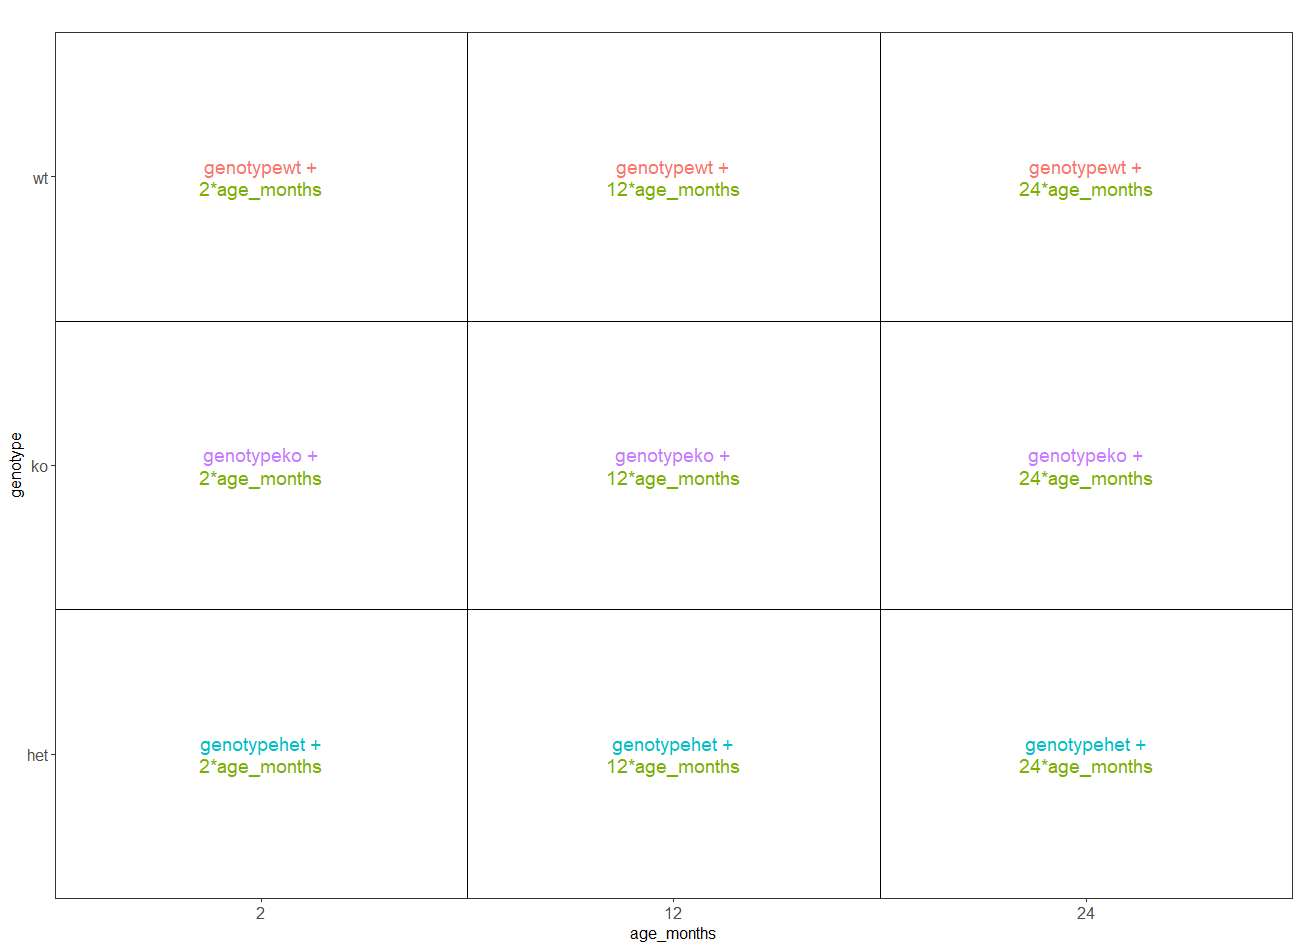 genotypewt +
2*age_months
genotypewt +
12*age_months
genotypewt +
24*age_months
wt
genotypeko +
2*age_months
genotypeko +
12*age_months
genotypeko +
24*age_months
ko
genotype
genotypehet +
2*age_months
genotypehet +
12*age_months
genotypehet +
24*age_months
het
2
12
24
age_months